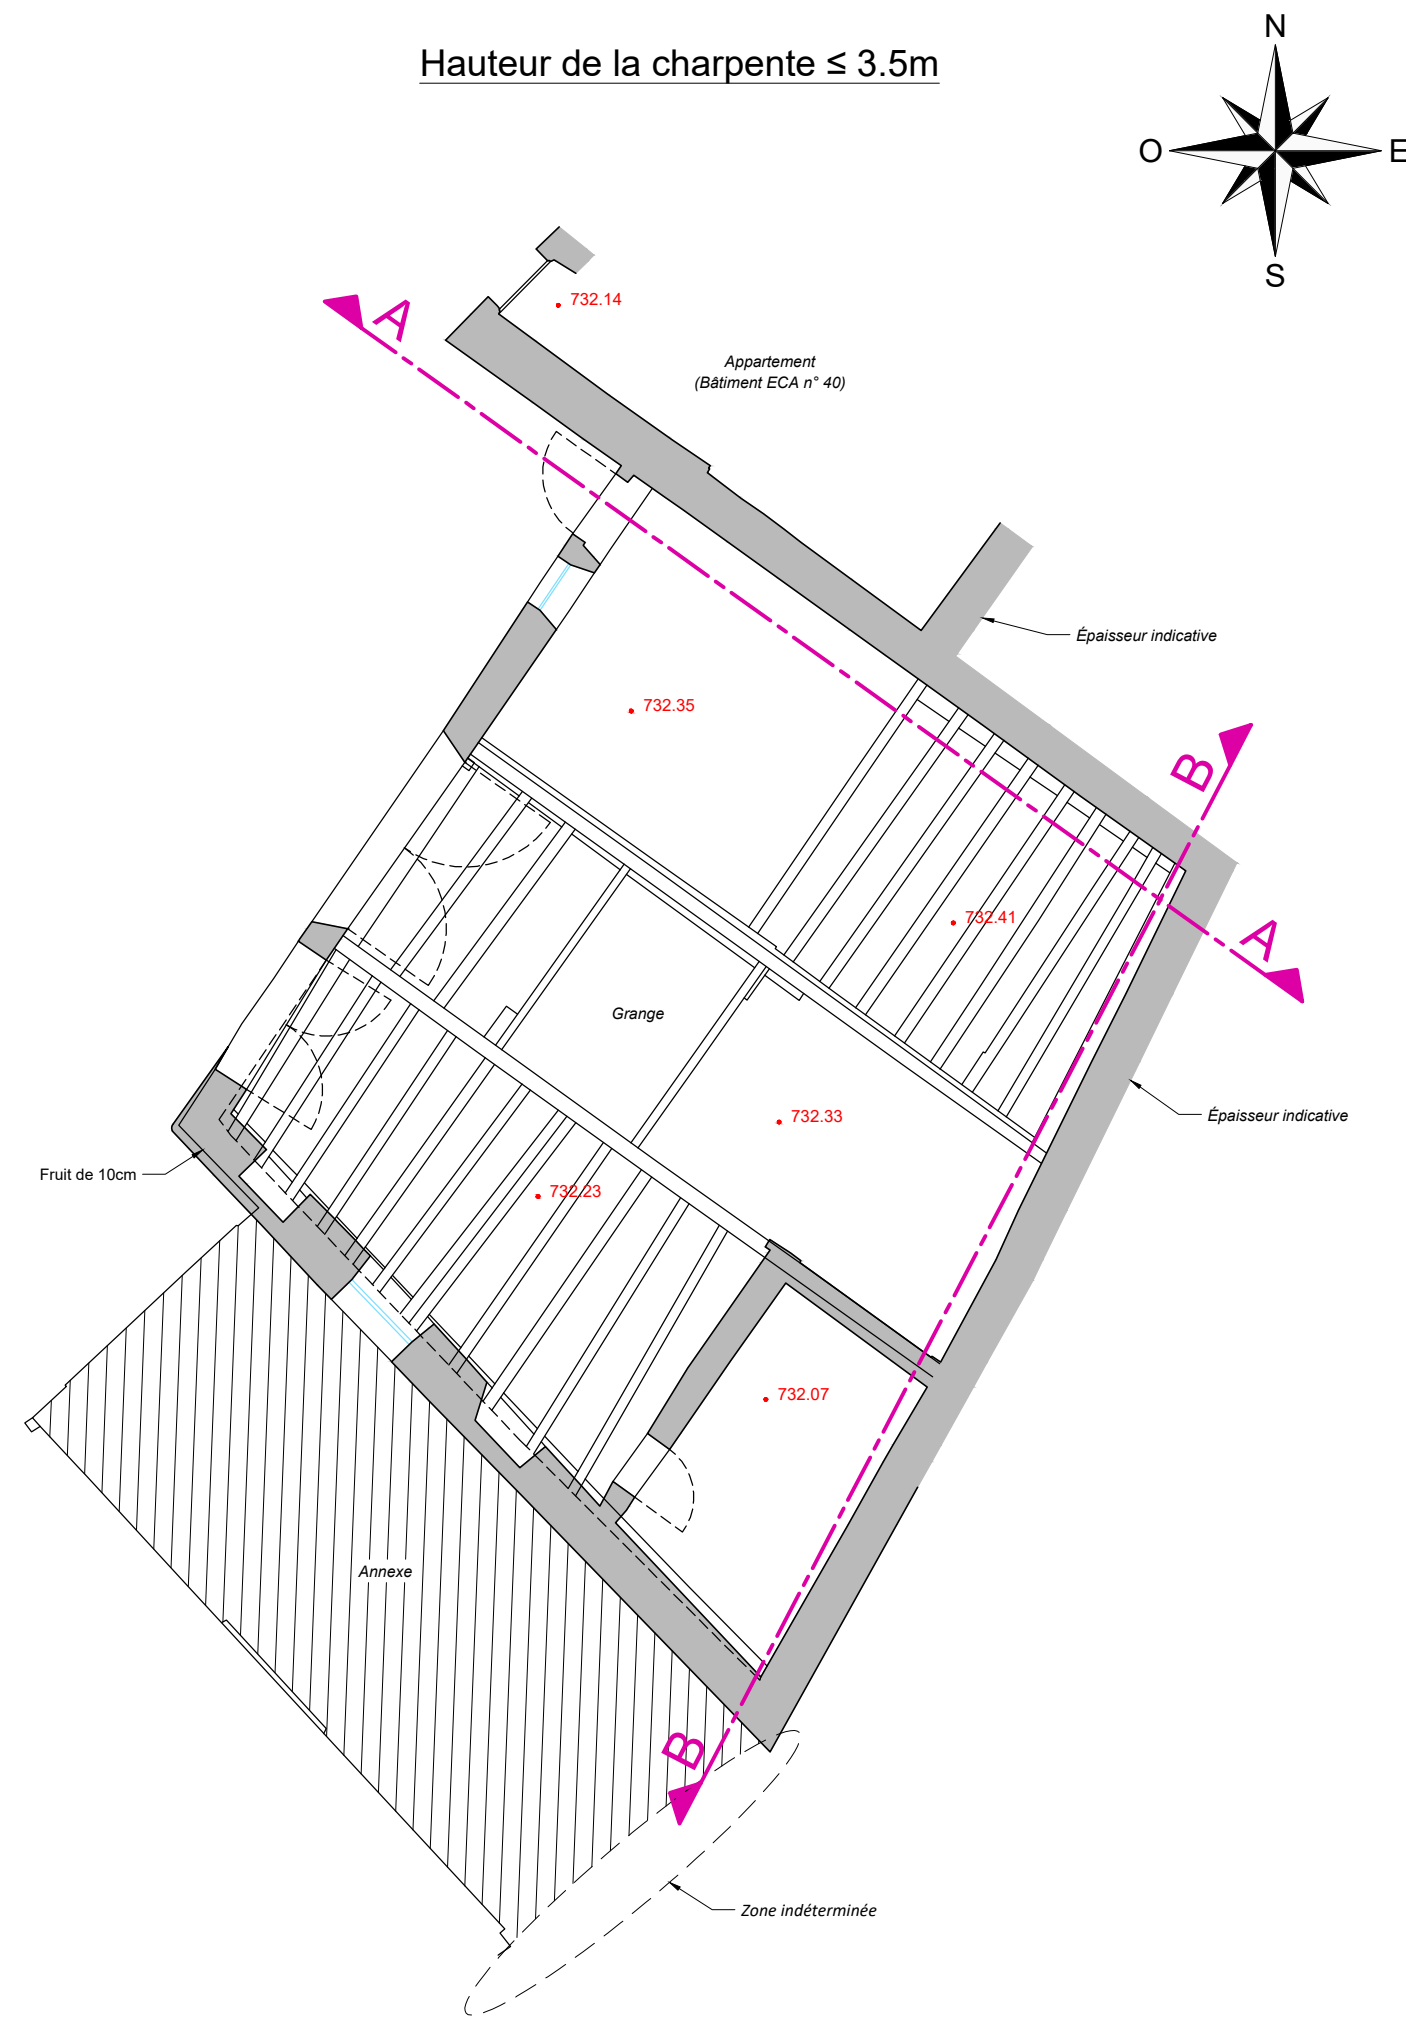 Hauteur de la charpente ≤ 3.5m
N
O
E
S
732.14
A
Appartement
(Bâtiment ECA n° 40)
Épaisseur indicative
732.35
B
732.41
A
Grange
732.33
Épaisseur indicative
Fruit de 10cm
732.23
732.07
Annexe
B
Zone indéterminée